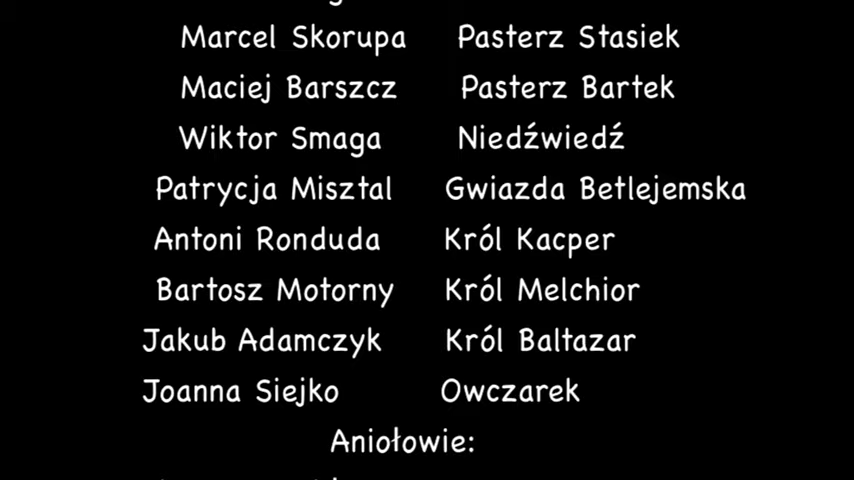 Marcel Skorupa Pasterz Stasiek
Maciej Barszcz Pasterz Bartek
Wiktor Smaga Niedźwiedź
Patrycja Misztal Gwiazda Betlejemska
Antoni Ronduda Król Kacper
Bartosz Motorny Król Melchior
Jakub Adamczyk Król Baltazar
Joanna Siejko Owczarek
Aniołowie: